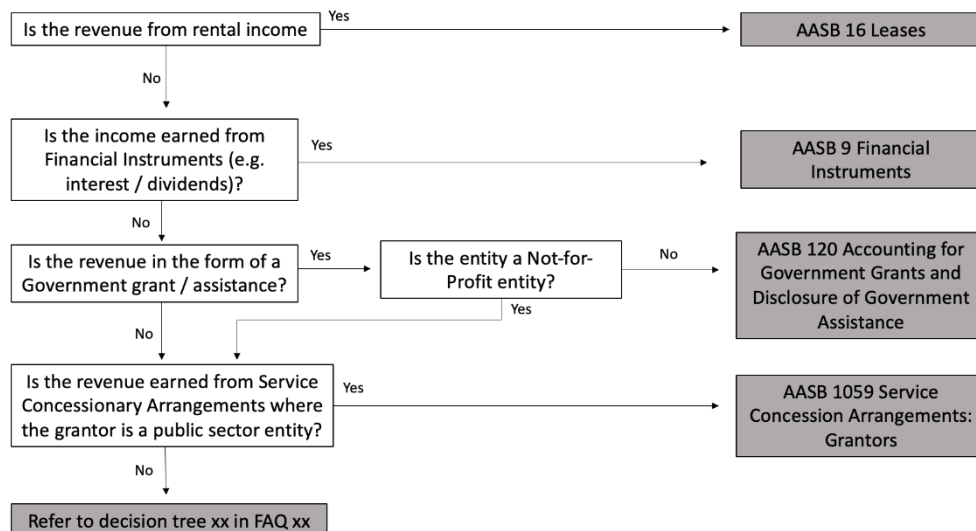 Is the revenue from rental income
Yes
AASB 16 Leases
No
Is the income earned from
Financial Instruments (e.g.
interest / dividends)?
Yes
AASB 9 Financial
Instruments
No
Is the revenue in the form of a
Government grant / assistance?
Yes
Is the entity a Not-for-
Profit entity?
No
AASB 120 Accounting for
Government Grants and
Disclosure of Government
Assistance
Yes
No
Is the revenue earned from Service
Concessionary Arrangements where
the grantor is a public sector entity?
Yes
AASB 1059 Service
Concession Arrangements:
Grantors
No
Refer to decision tree xx in FAQ xx